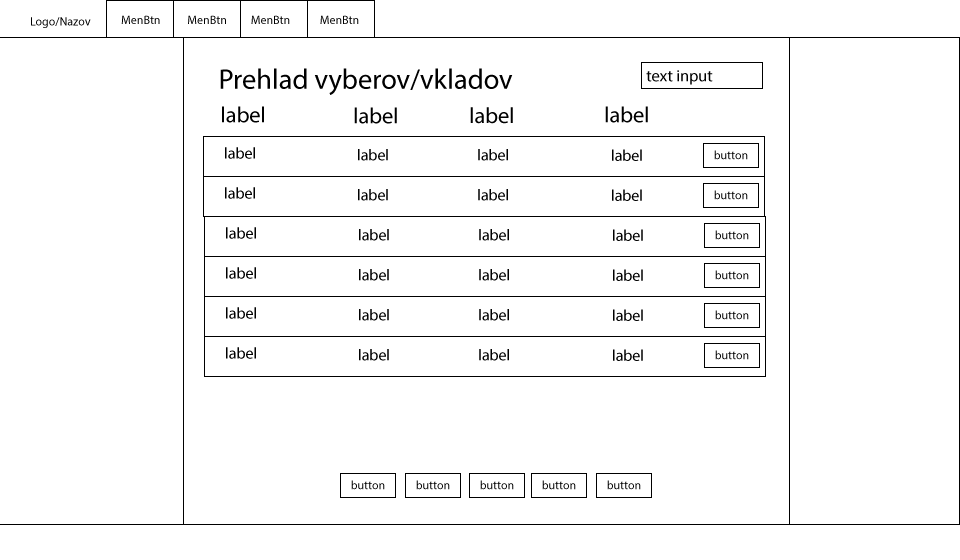 Logo/Nazov MenBtn MenBtn MenBtn MenBtn
Prehlad vyberov/vkladov text input
label label label label
label label label label button
label label label label button
label label label label button
label label label label button
label label label label button
label label label label button
button button button button button